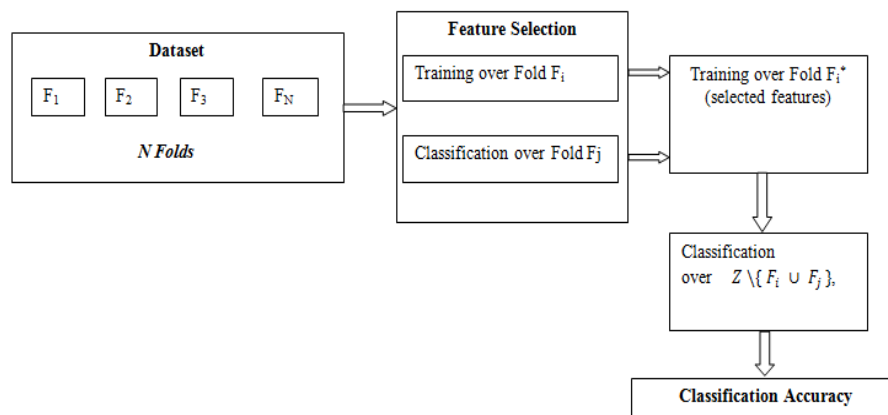 Dataset
F₁ F₂ F₃ F_N
N Folds
Feature Selection
Training over Fold Fᵢ
Classification over Fold Fj
Training over Fold Fᵢ*
(selected features)
Classification
over Z \{ Fᵢ ∪ Fⱼ },
Classification Accuracy